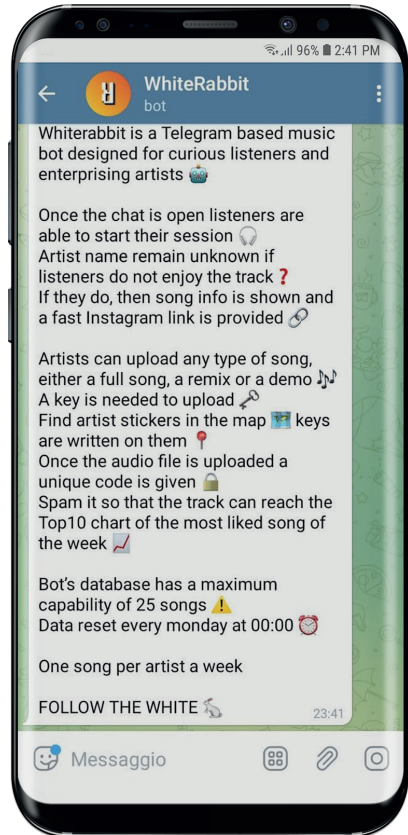 96% 2:41 PM
WhiteRabbit
bot
Whiterabbit is a Telegram based music
bot designed for curious listeners and
enterprising artists 🤖
Once the chat is open listeners are
able to start their session 🎧
Artist name remain unknown if
listeners do not enjoy the track ❓
If they do, then song info is shown and
a fast Instagram link is provided 🔗
Artists can upload any type of song,
either a full song, a remix or a demo 🎶
A key is needed to upload 🗝
Find artist stickers in the map 🗺 keys
are written on them 📍
Once the audio file is uploaded a
unique code is given 🔒
Spam it so that the track can reach the
Top10 chart of the most liked song of
the week 📈
Bot's database has a maximum
capability of 25 songs ⚠️
Data reset every monday at 00:00 ⏰
One song per artist a week
FOLLOW THE WHITE 🐇
23:41
Messaggio